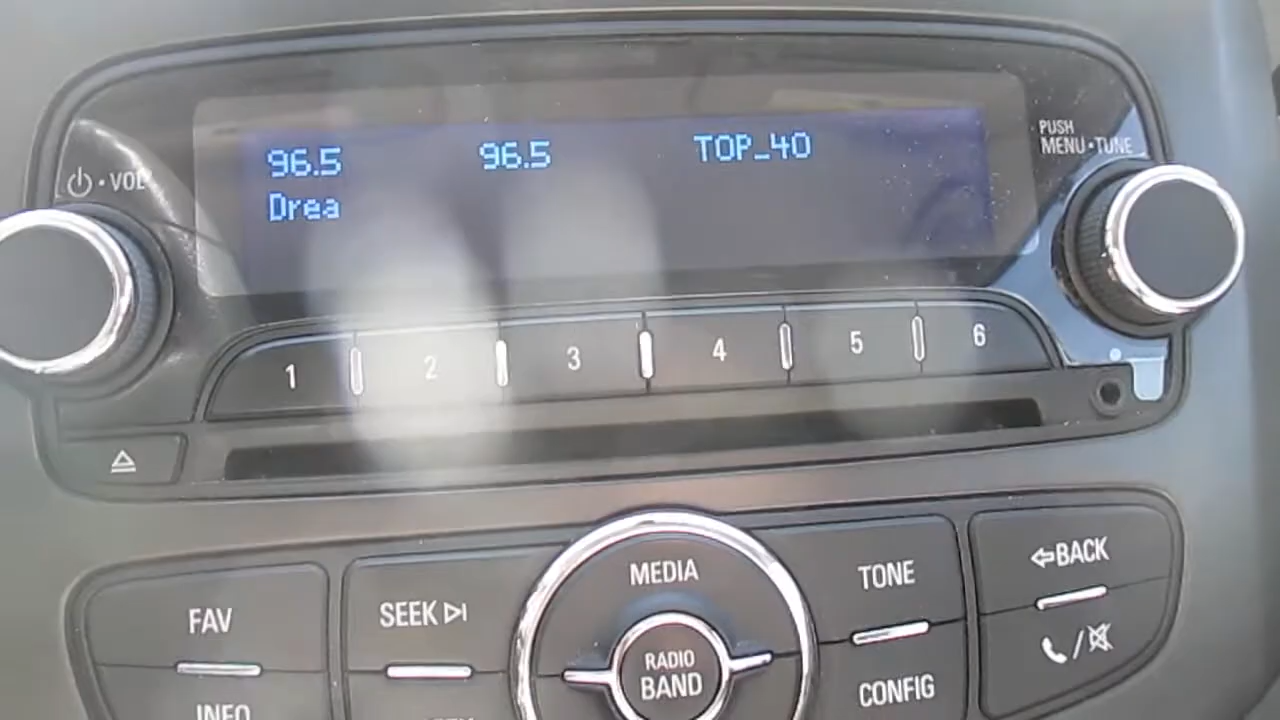 96.5 96.5 TOP_40
Drea
PUSH
MENU•TUNE
•VOL
1 2 3 4 5 6
FAV
SEEK
MEDIA
TONE
BACK
RADIO
BAND
CONFIG
INFO